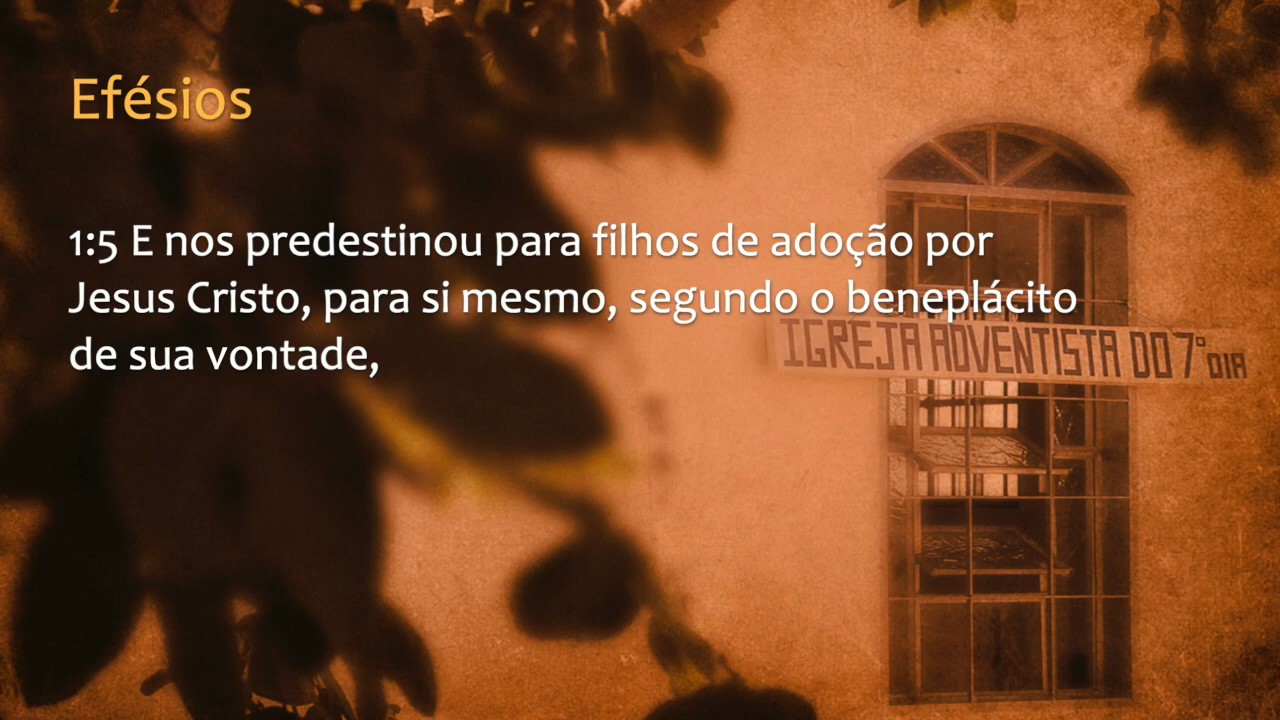 Efésios
1:5 E nos predestinou para filhos de adoção por
Jesus Cristo, para si mesmo, segundo o beneplácito
de sua vontade,
IGREJA ADVENTISTA DO 7° DIA